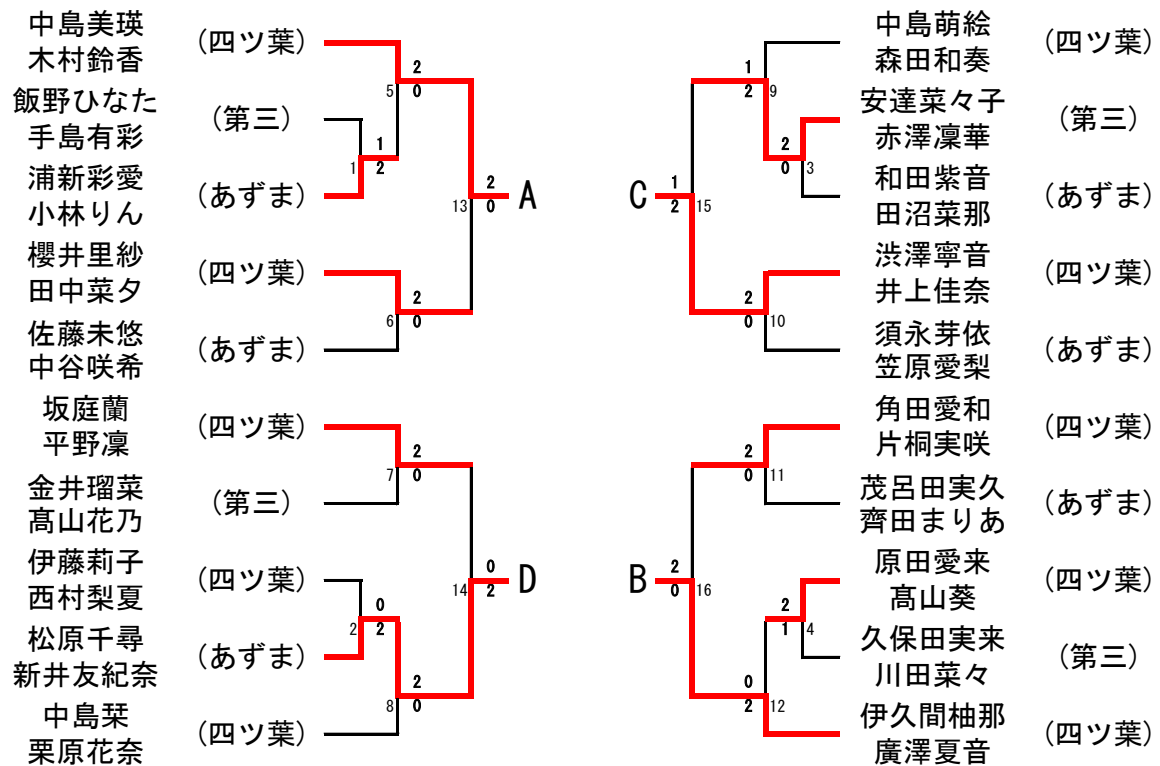 中島美瑛
木村鈴香
(四ツ葉)
飯野ひなた
手島有彩
(第三)
浦新彩愛
小林りん
(あずま)
櫻井里紗
田中菜夕
(四ツ葉)
佐藤未悠
中谷咲希
(あずま)
坂庭蘭
平野凜
(四ツ葉)
金井瑠菜
髙山花乃
(第三)
伊藤莉子
西村梨夏
(四ツ葉)
松原千尋
新井友紀奈
(あずま)
中島栞
栗原花奈
(四ツ葉)
5
2
0
1
1
2
13
2
0
A
6
2
0
7
2
0
14
0
2
D
2
0
2
8
2
0
1
2
9
2
0
3
C
1
2
15
2
0
10
2
0
11
B
2
0
16
2
1
4
0
2
12
中島萌絵
森田和奏
(四ツ葉)
安達菜々子
赤澤凜華
(第三)
和田紫音
田沼菜那
(あずま)
渋澤寧音
井上佳奈
(四ツ葉)
須永芽依
笠原愛梨
(あずま)
角田愛和
片桐実咲
(四ツ葉)
茂呂田実久
齊田まりあ
(あずま)
原田愛来
髙山葵
(四ツ葉)
久保田実来
川田菜々
(第三)
伊久間柚那
廣澤夏音
(四ツ葉)